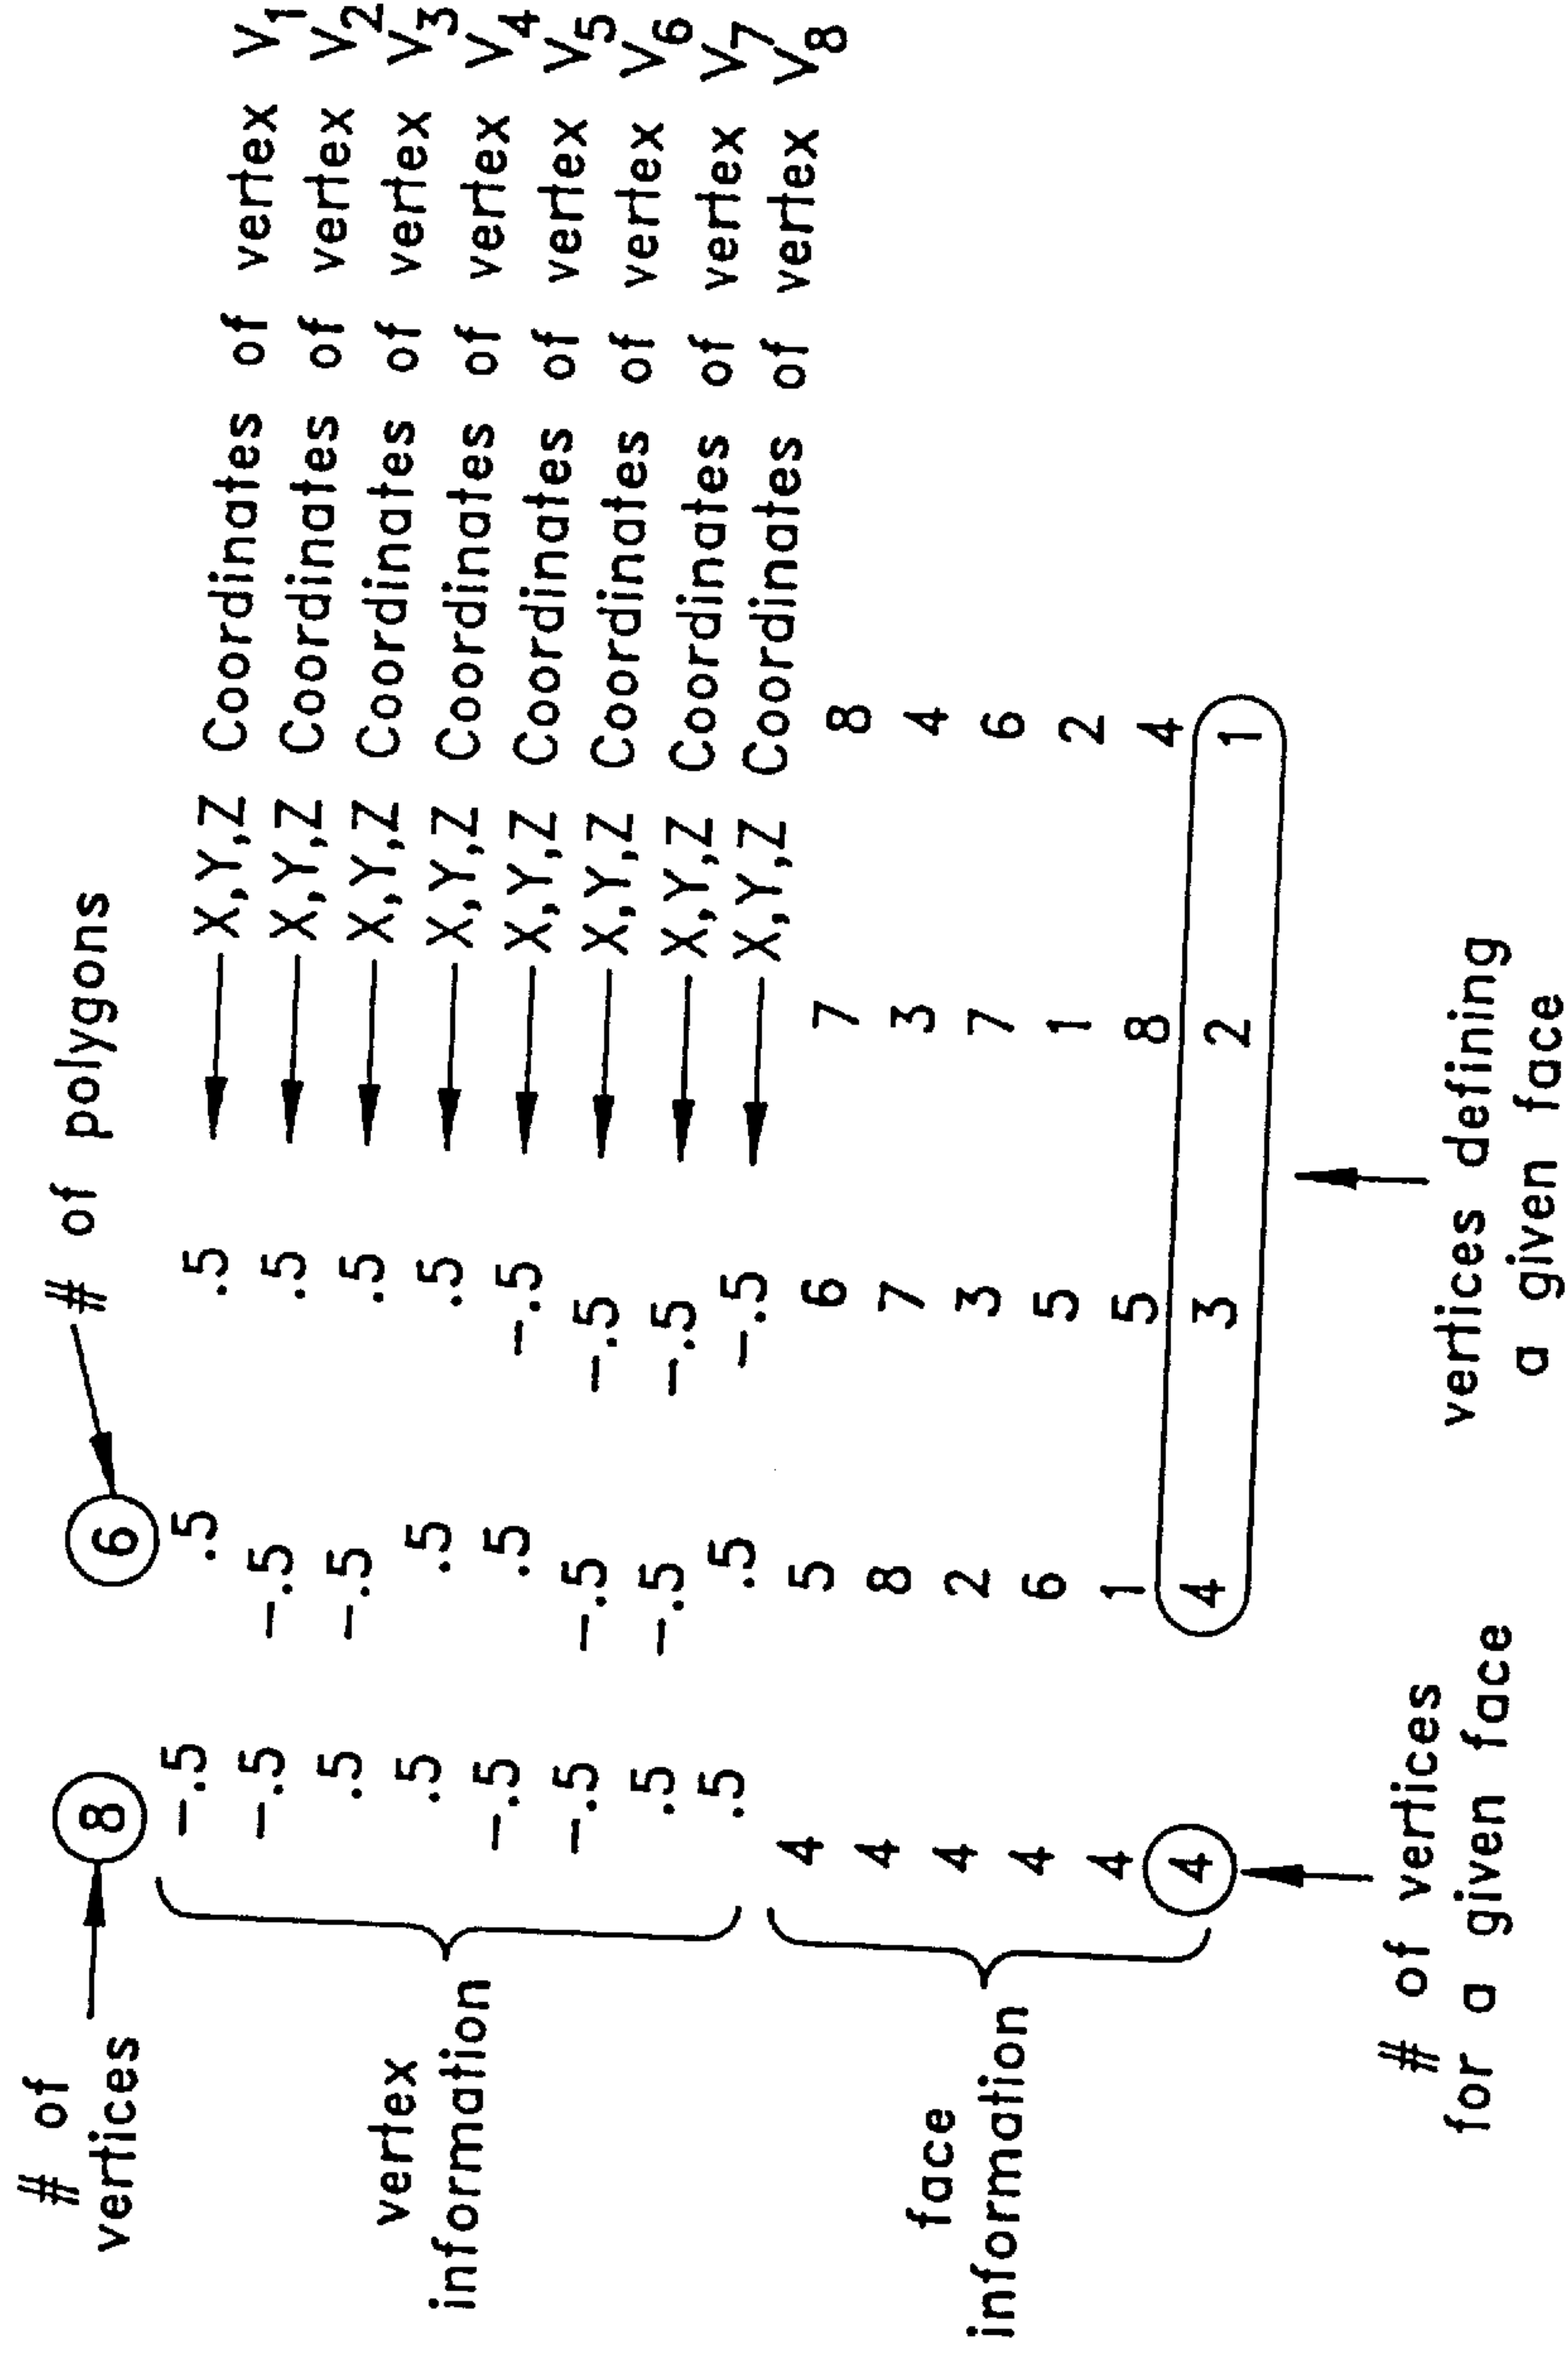 # of vertices
8
6
# of polygons
vertex information
-.5 .5 .5 X,Y,Z Coordinates of vertex V1
-.5 -.5 .5 X,Y,Z Coordinates of vertex V2
.5 -.5 .5 X,Y,Z Coordinates of vertex V3
.5 .5 .5 X,Y,Z Coordinates of vertex V4
-.5 .5 -.5 X,Y,Z Coordinates of vertex V5
-.5 -.5 -.5 X,Y,Z Coordinates of vertex V6
.5 -.5 -.5 X,Y,Z Coordinates of vertex V7
.5 .5 -.5 X,Y,Z Coordinates of vertex V8
face information
4 5 6 7 8
4 8 7 3 4
4 2 3 7 6
4 6 5 1 2
4 1 5 8 4
4 4 3 2 1
# of vertices
for a given face
vertices defining
a given face